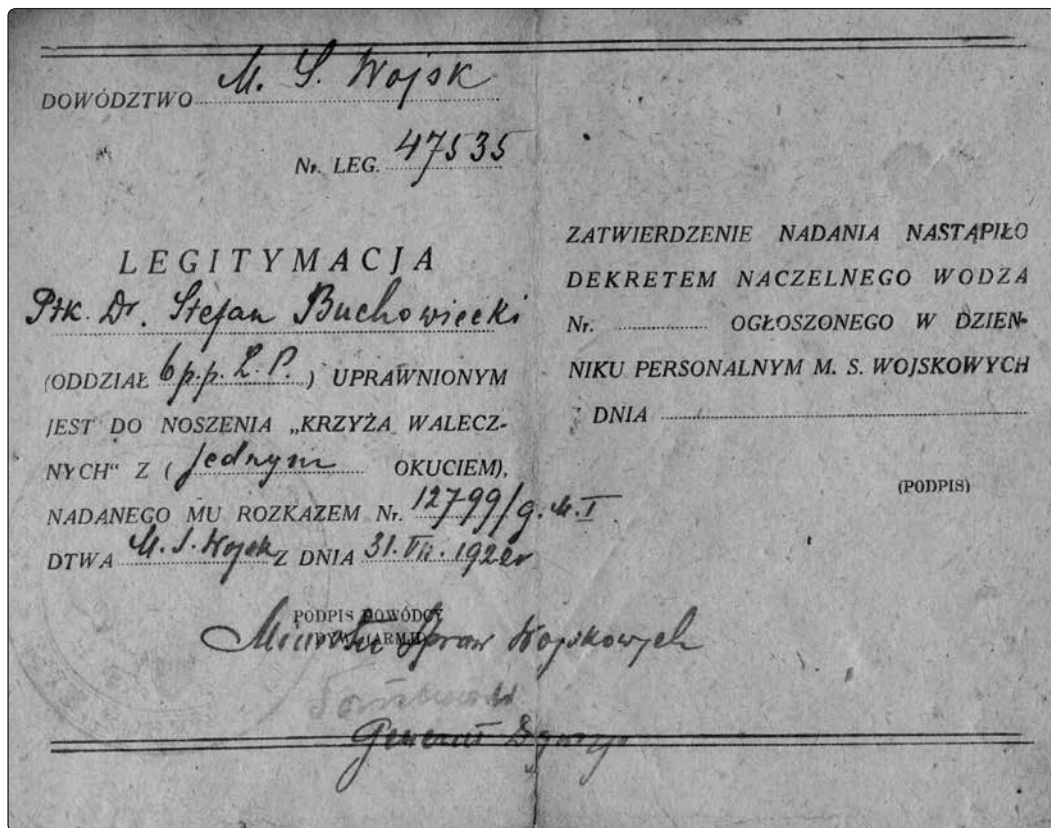 DOWÓDZTWO M. S. Wojsk
Nr. LEG. 47535
LEGITYMACJA
Płk. Dr. Stefan Buchowiecki
(ODDZIAŁ 6 p.p. L. P.) UPRAWNIONYM
JEST DO NOSZENIA „KRZYŻA WALECZ-
NYCH“ Z (jednym OKUCIEM),
NADANEGO MU ROZKAZEM Nr. 12799/g.M.I
DTWA M. S. Wojsk Z DNIA 31. VII. 1922 r
PODPIS DOWÓDCY
Minister Spraw Wojskowych
Generał Dywizji
ZATWIERDZENIE NADANIA NASTĄPIŁO
DEKRETEM NACZELNEGO WODZA
Nr. OGŁOSZONEGO W DZIEN-
NIKU PERSONALNYM M. S. WOJSKOWYCH
Z DNIA
(PODPIS)